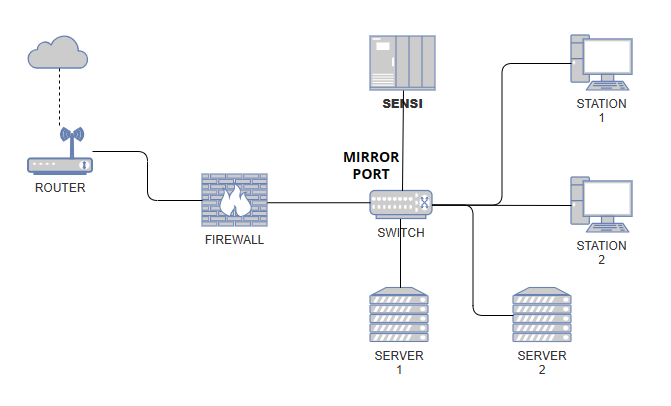 SENSI
STATION
1
MIRROR
PORT
ROUTER
FIREWALL
SWITCH
STATION
2
SERVER
1
SERVER
2